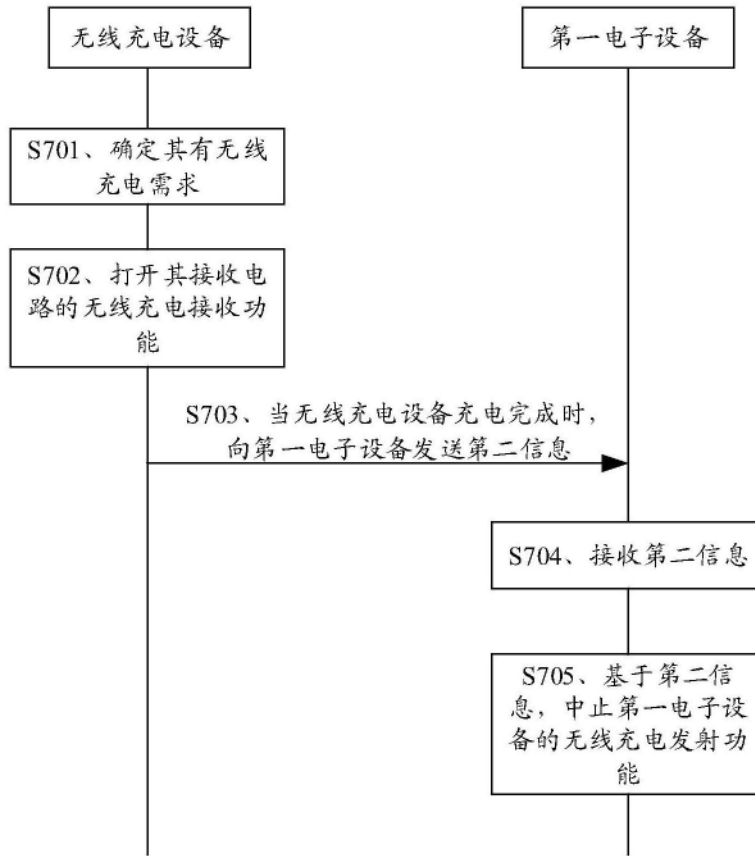 无线充电设备
第一电子设备
S701、确定其有无线
充电需求
S702、打开其接收电
路的无线充电接收功
能
S703、当无线充电设备充电完成时，
向第一电子设备发送第二信息
S704、接收第二信息
S705、基于第二信
息，中止第一电子设
备的无线充电发射功
能